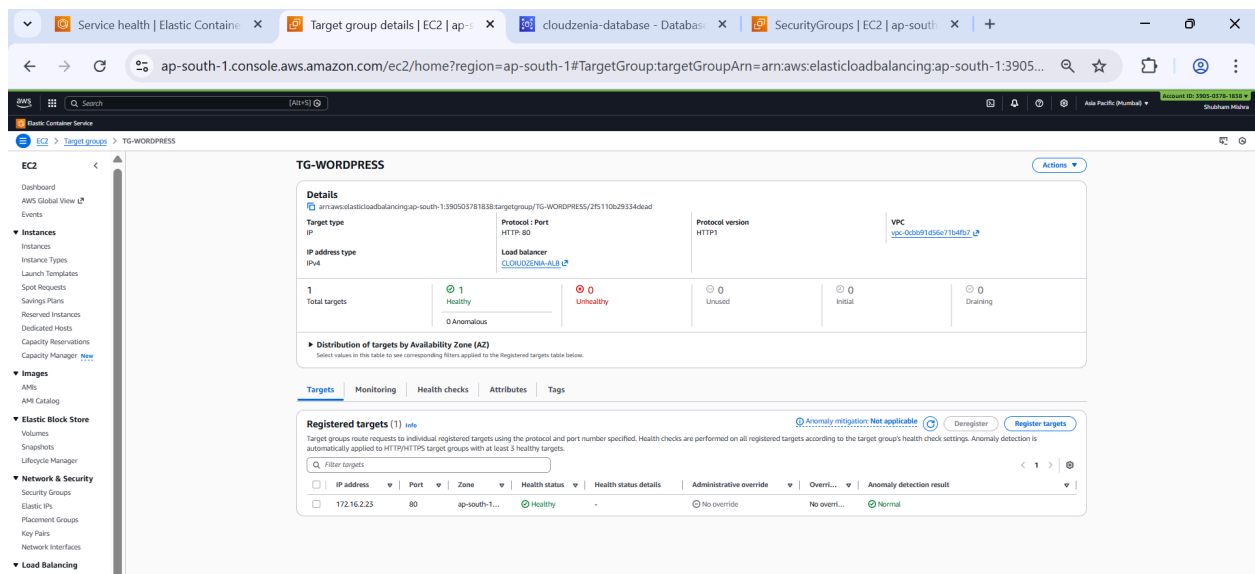 Service health | Elastic Containe
Target group details | EC2 | ap-s
cloudzenia-database - Databas
SecurityGroups | EC2 | ap-south
ap-south-1.console.aws.amazon.com/ec2/home?region=ap-south-1#TargetGroup:targetGroupArn=arn:aws:elasticloadbalancing:ap-south-1:3905...
aws
Search
[Alt+S]
Asia Pacific (Mumbai)
Account ID: 3905-0378-1838
Shubham Mishra
Elastic Container Service
EC2 > Target groups > TG-WORDPRESS
EC2
Dashboard
AWS Global View
Events
Instances
Instances
Instance Types
Launch Templates
Spot Requests
Savings Plans
Reserved Instances
Dedicated Hosts
Capacity Reservations
Capacity Manager New
Images
AMIs
AMI Catalog
Elastic Block Store
Volumes
Snapshots
Lifecycle Manager
Network & Security
Security Groups
Elastic IPs
Placement Groups
Key Pairs
Network Interfaces
Load Balancing
TG-WORDPRESS
Actions
Details
arn:aws:elasticloadbalancing:ap-south-1:390503781838:targetgroup/TG-WORDPRESS/2f5110b29334dead
Target type
IP
Protocol : Port
HTTP: 80
Protocol version
HTTP1
VPC
vpc-0cbb91d56e71b4fb7
IP address type
IPv4
Load balancer
CLOIUDZENIA-ALB
1
Total targets
1
Healthy
0 Anomalous
0
Unhealthy
0
Unused
0
Initial
0
Draining
Distribution of targets by Availability Zone (AZ)
Select values in this table to see corresponding filters applied to the Registered targets table below.
Targets
Monitoring
Health checks
Attributes
Tags
Registered targets (1) Info
Anomaly mitigation: Not applicable
Deregister
Register targets
Target groups route requests to individual registered targets using the protocol and port number specified. Health checks are performed on all registered targets according to the target group's health check settings. Anomaly detection is
automatically applied to HTTP/HTTPS target groups with at least 3 healthy targets.
Filter targets
1
IP address Port Zone Health status Health status details Administrative override Overri... Anomaly detection result
172.16.2.23 80 ap-south-1... Healthy - No override No overri... Normal